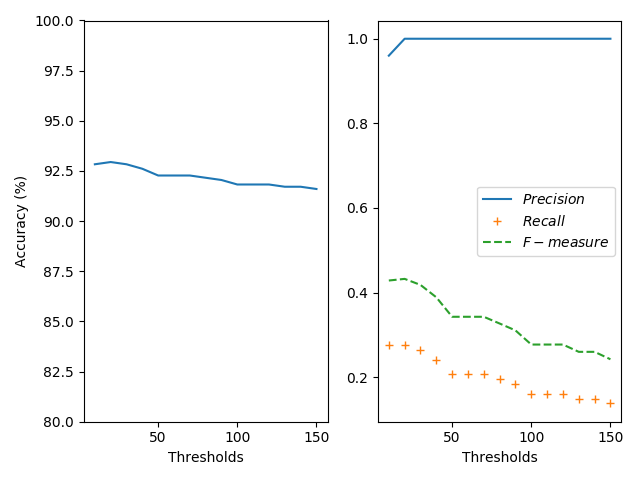 100.0
97.5
95.0
92.5
90.0
87.5
85.0
82.5
80.0
Accuracy (%)
50 100 150
Thresholds
1.0
0.8
0.6
0.4
0.2
Precision
Recall
F − measure
50 100 150
Thresholds